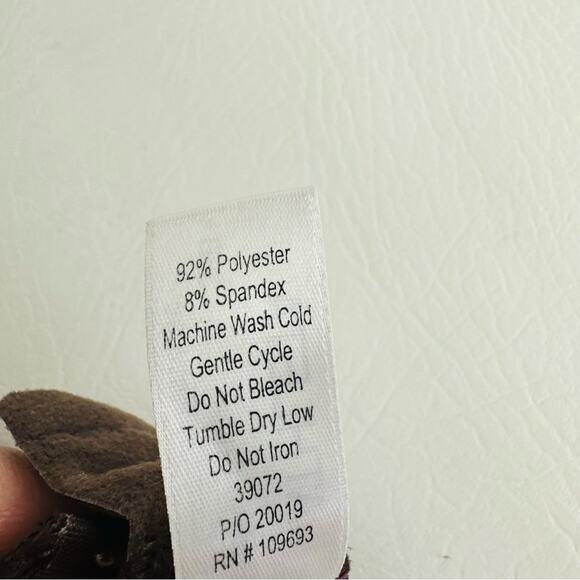 92% Polyester
8% Spandex
Machine Wash Cold
Gentle Cycle
Do Not Bleach
Tumble Dry Low
Do Not Iron
39072
P/O 20019
RN # 109693